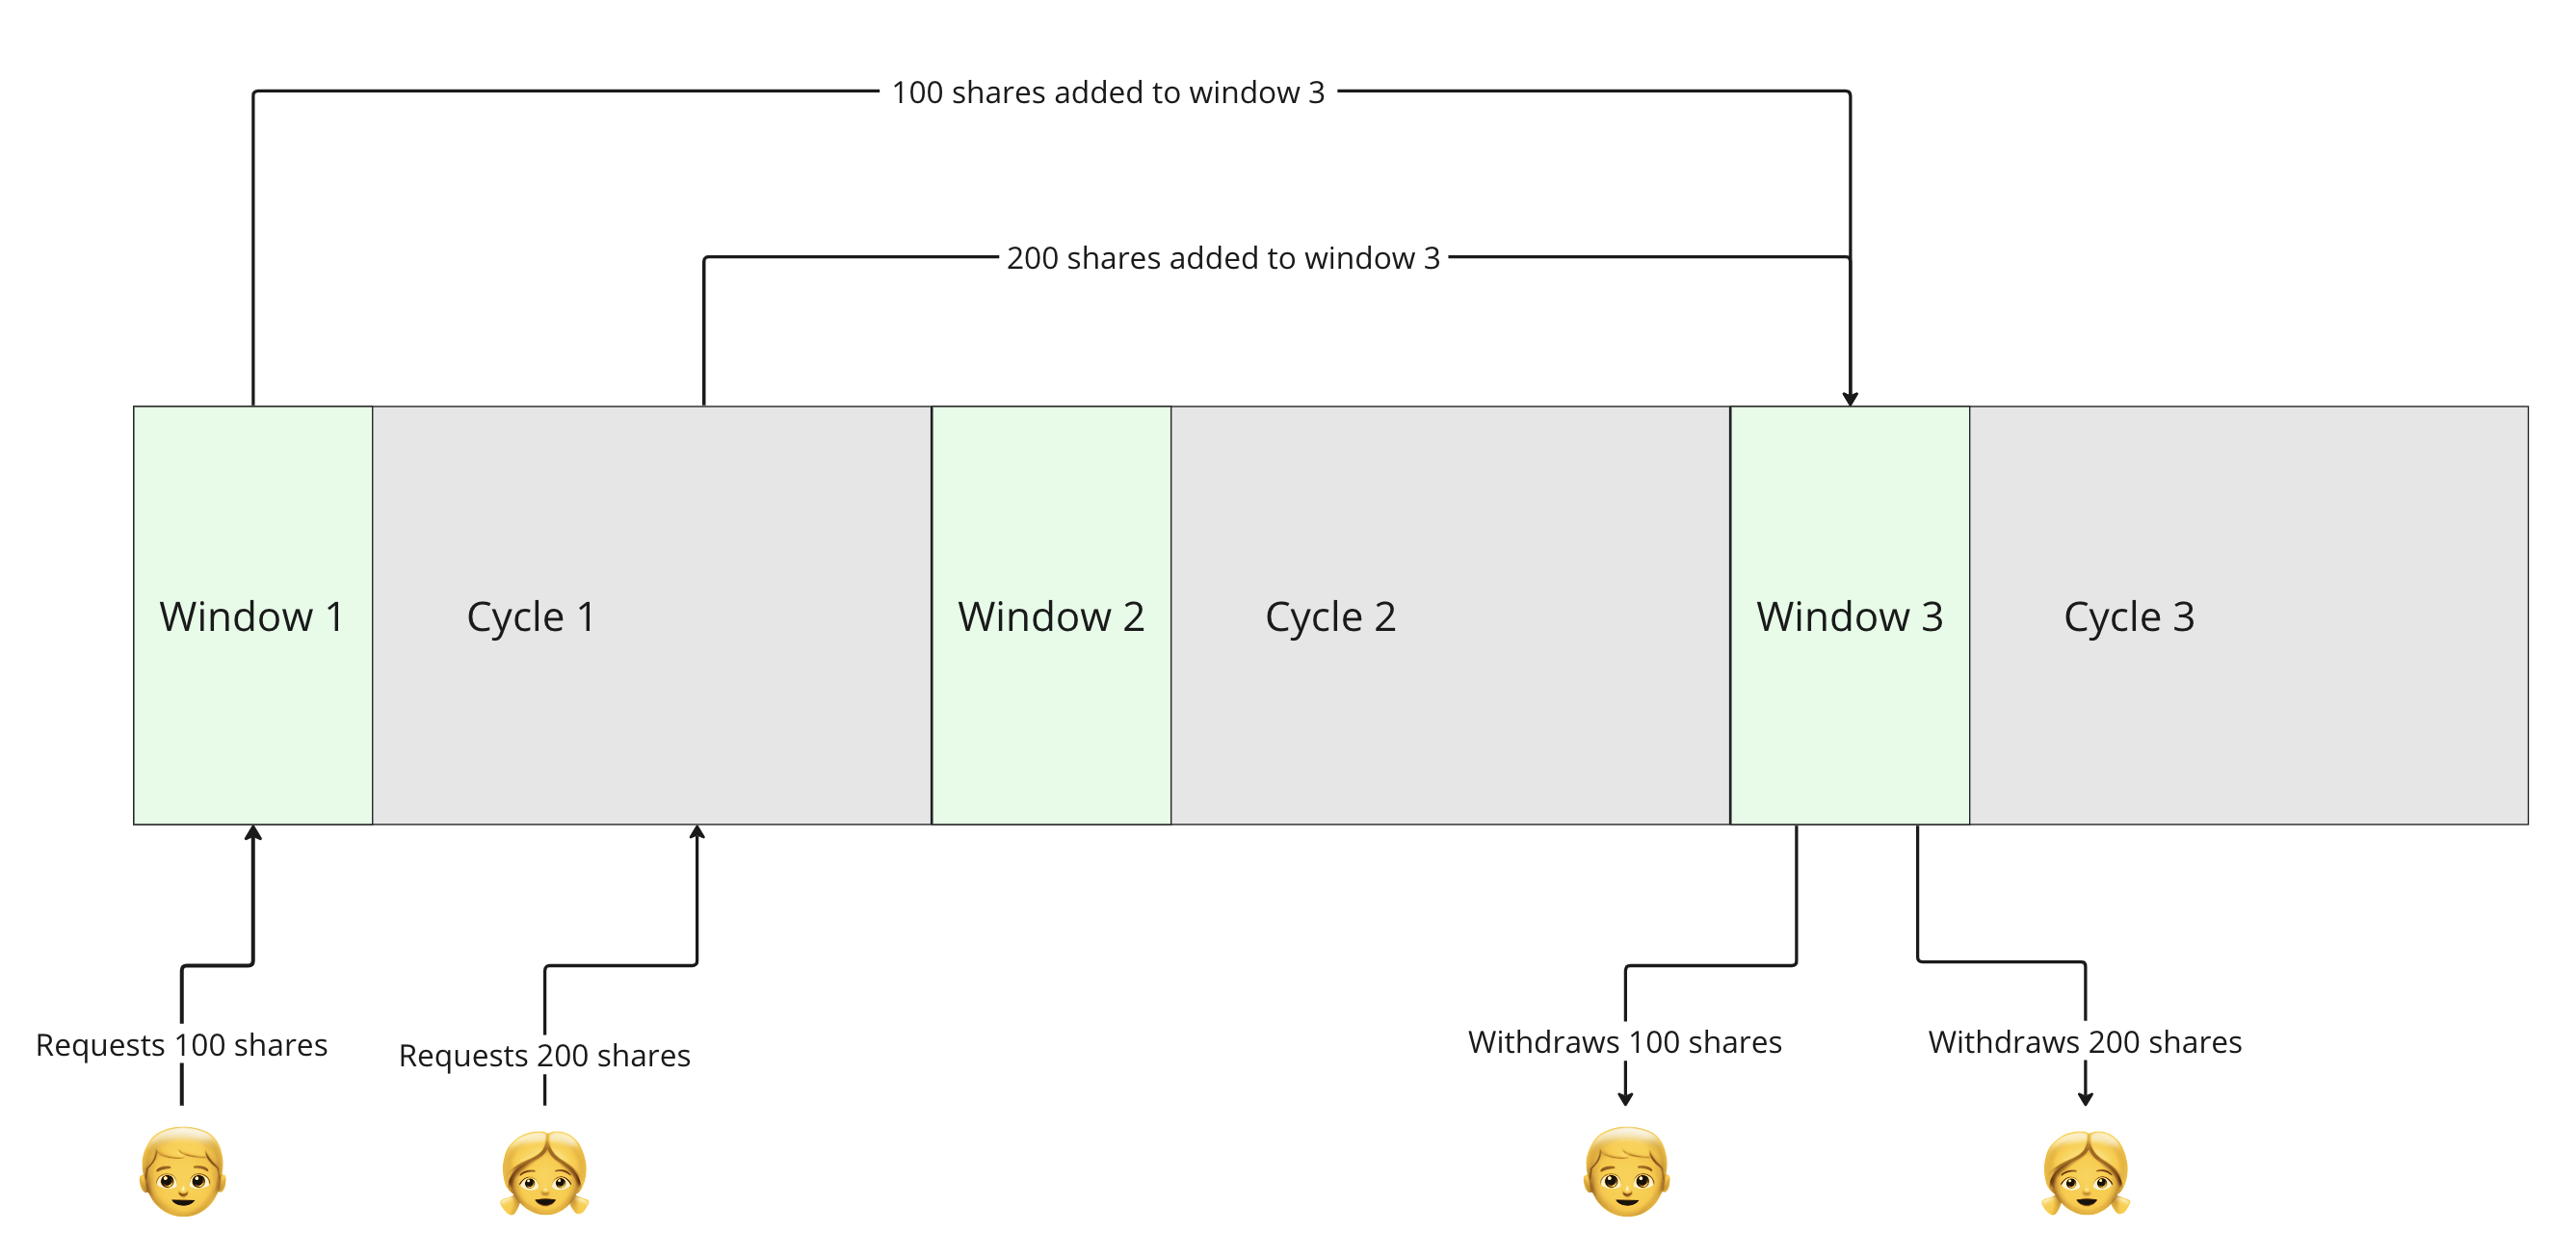 100 shares added to window 3
200 shares added to window 3
Window 1
Cycle 1
Window 2
Cycle 2
Window 3
Cycle 3
Requests 100 shares
Requests 200 shares
Withdraws 100 shares
Withdraws 200 shares